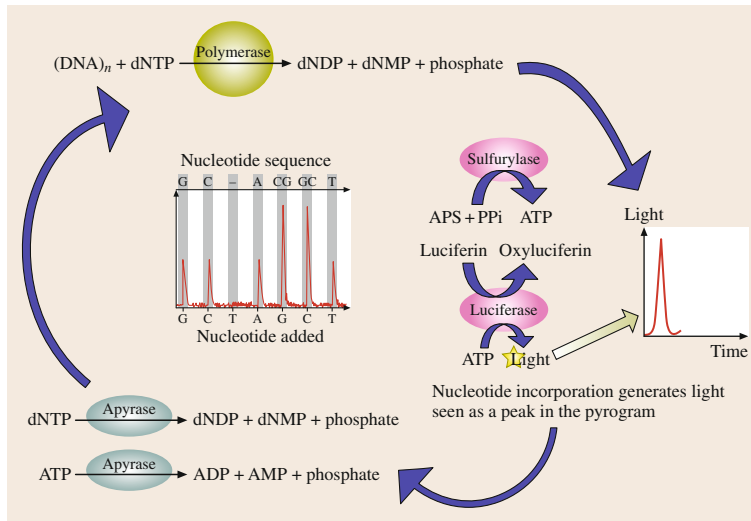 (DNA)n + dNTP Polymerase dNDP + dNMP + phosphate
Nucleotide sequence
G C – A CG GC T
G C T A G C T
Nucleotide added
Sulfurylase
APS + PPi ATP
Luciferin Oxyluciferin
Luciferase
ATP Light
Light
Time
Nucleotide incorporation generates light
seen as a peak in the pyrogram
dNTP Apyrase dNDP + dNMP + phosphate
ATP Apyrase ADP + AMP + phosphate